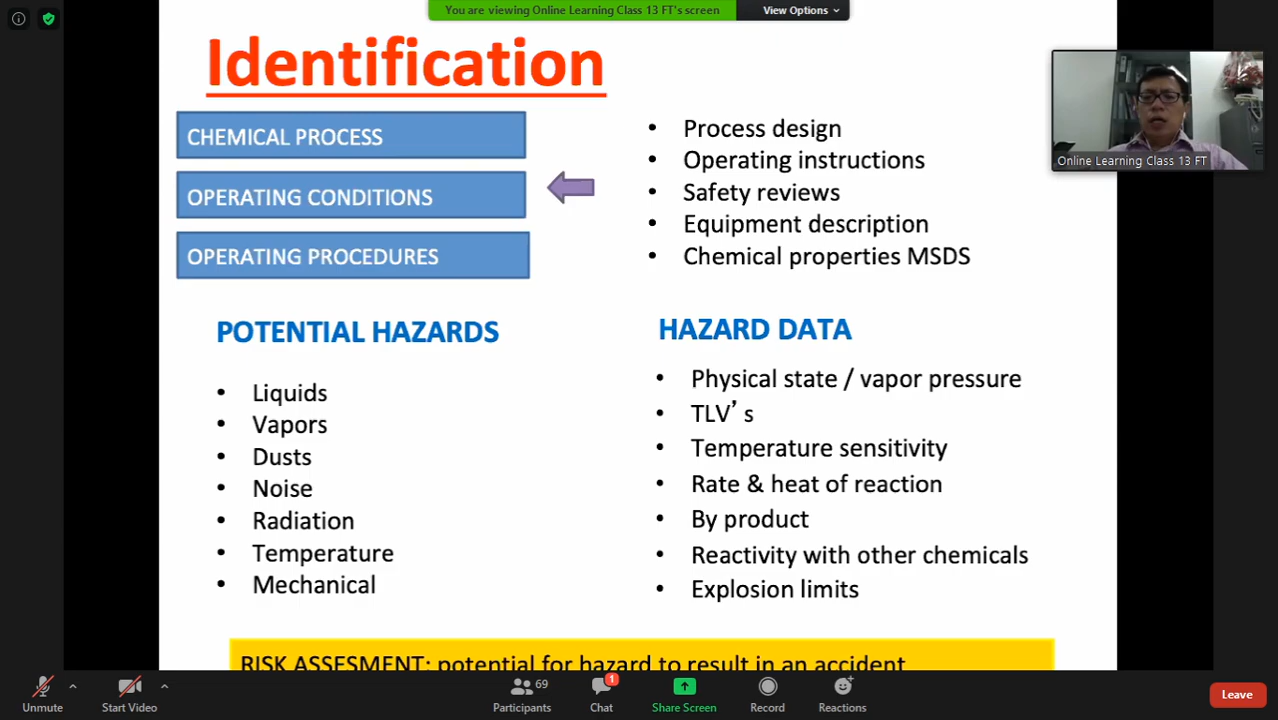 You are viewing Online Learning Class 13 FT's screen
View Options
Identification
CHEMICAL PROCESS
OPERATING CONDITIONS
OPERATING PROCEDURES
• Process design
• Operating instructions
• Safety reviews
• Equipment description
• Chemical properties MSDS
Online Learning Class 13 FT
POTENTIAL HAZARDS
• Liquids
• Vapors
• Dusts
• Noise
• Radiation
• Temperature
• Mechanical
HAZARD DATA
• Physical state / vapor pressure
• TLV’ s
• Temperature sensitivity
• Rate & heat of reaction
• By product
• Reactivity with other chemicals
• Explosion limits
RISK ASSESMENT: potential for hazard to result in an accident
Unmute
Start Video
69
Participants
1
Chat
Share Screen
Record
Reactions
Leave